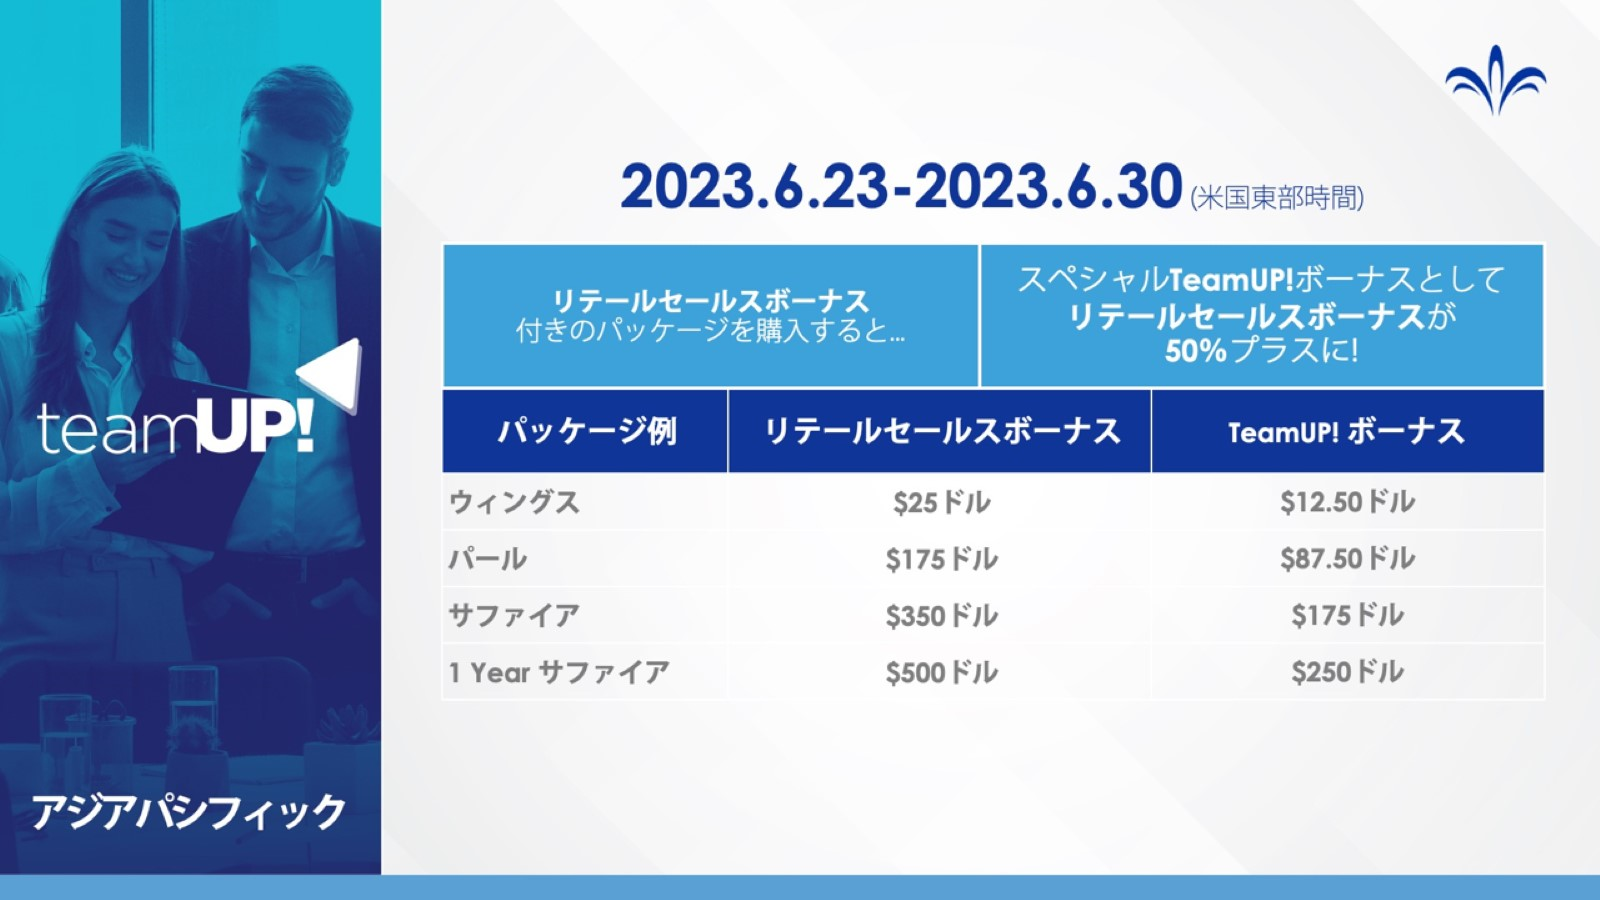 2023.6.23-2023.6.30 (米国東部時間)
リテールセールスボーナス
付きのパッケージを購入すると...
スペシャルTeamUP!ボーナスとして
リテールセールスボーナスが
50%プラスに!
パッケージ例 リテールセールスボーナス TeamUP! ボーナス
ウィングス $25ドル $12.50ドル
パール $175ドル $87.50ドル
サファイア $350ドル $175ドル
1 Year サファイア $500ドル $250ドル
teamUP!
アジアパシフィック